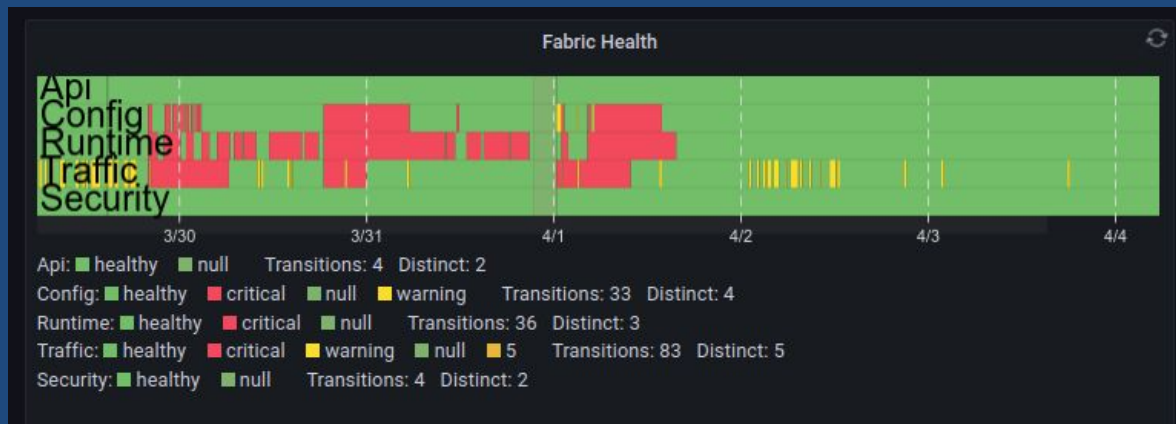 Fabric Health
Api
Config
Runtime
Traffic
Security
3/30 3/31 4/1 4/2 4/3 4/4
Api: healthy null Transitions: 4 Distinct: 2
Config: healthy critical null warning Transitions: 33 Distinct: 4
Runtime: healthy critical null Transitions: 36 Distinct: 3
Traffic: healthy critical warning null 5 Transitions: 83 Distinct: 5
Security: healthy null Transitions: 4 Distinct: 2